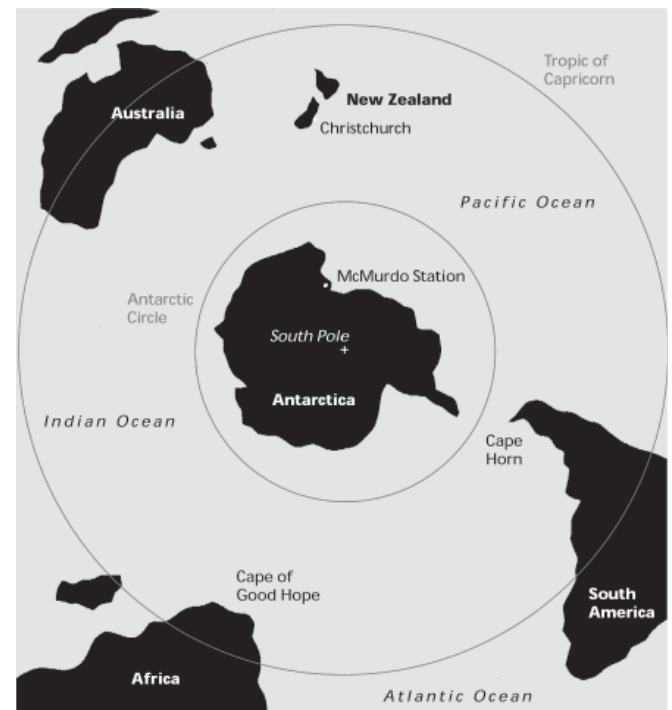 Tropic of
Capricorn
Australia
New Zealand
Christchurch
Pacific Ocean
McMurdo Station
Antarctic
Circle
South Pole
Antarctica
Indian Ocean
Cape
Horn
Cape of
Good Hope
South
America
Africa
Atlantic Ocean